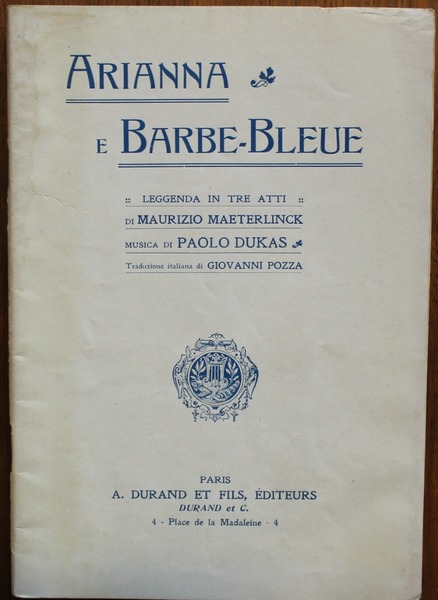 ARIANNA
E BARBE-BLEUE
:: LEGGENDA IN TRE ATTI ::
DI MAURIZIO MAETERLINCK
MUSICA DI PAOLO DUKAS
Traduzione italiana di GIOVANNI POZZA
PARIS
A. DURAND ET FILS, ÉDITEURS
DURAND et C.
4 - Place de la Madaleine - 4